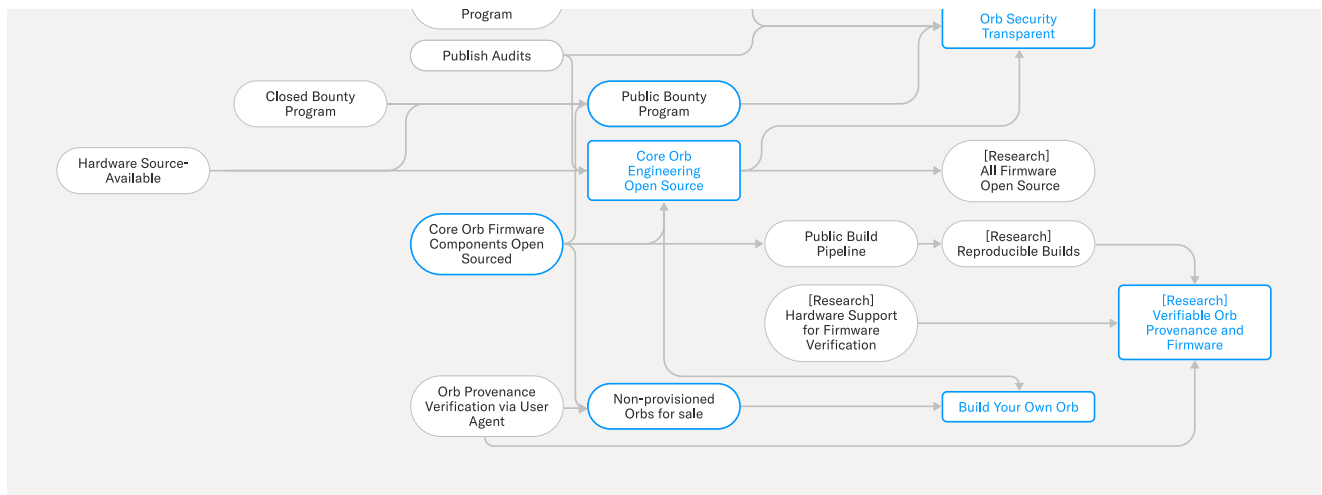 Program
Orb Security
Transparent
Publish Audits
Closed Bounty
Program
Public Bounty
Program
Hardware Source-
Available
Core Orb
Engineering
Open Source
[Research]
All Firmware
Open Source
Core Orb Firmware
Components Open
Sourced
Public Build
Pipeline
[Research]
Reproducible Builds
[Research]
Hardware Support
for Firmware
Verification
[Research]
Verifiable Orb
Provenance and
Firmware
Orb Provenance
Verification via User
Agent
Non-provisioned
Orbs for sale
Build Your Own Orb